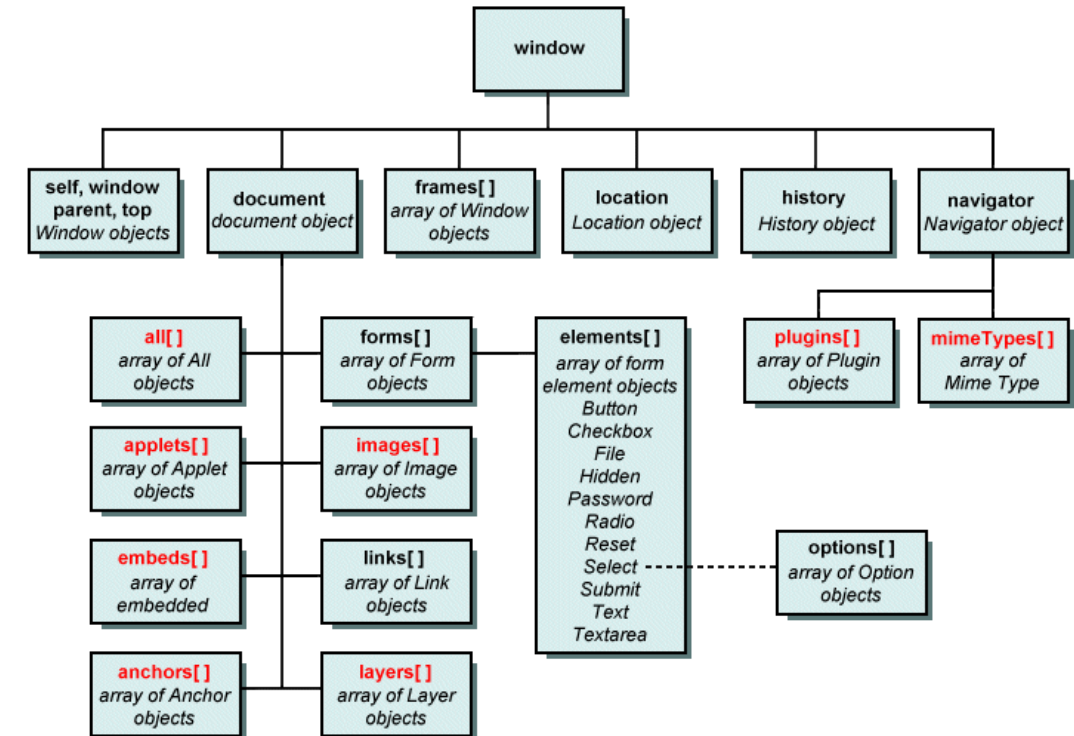 window
self, window
parent, top
Window objects
document
document object
frames[ ]
array of Window
objects
location
Location object
history
History object
navigator
Navigator object
all[ ]
array of All
objects
forms[ ]
array of Form
objects
elements[ ]
array of form
element objects
Button
Checkbox
File
Hidden
Password
Radio
Reset
Select
Submit
Text
Textarea
plugins[ ]
array of Plugin
objects
mimeTypes[ ]
array of
Mime Type
applets[ ]
array of Applet
objects
images[ ]
array of Image
objects
embeds[ ]
array of
embedded
links[ ]
array of Link
objects
options[ ]
array of Option
objects
anchors[ ]
array of Anchor
objects
layers[ ]
array of Layer
objects